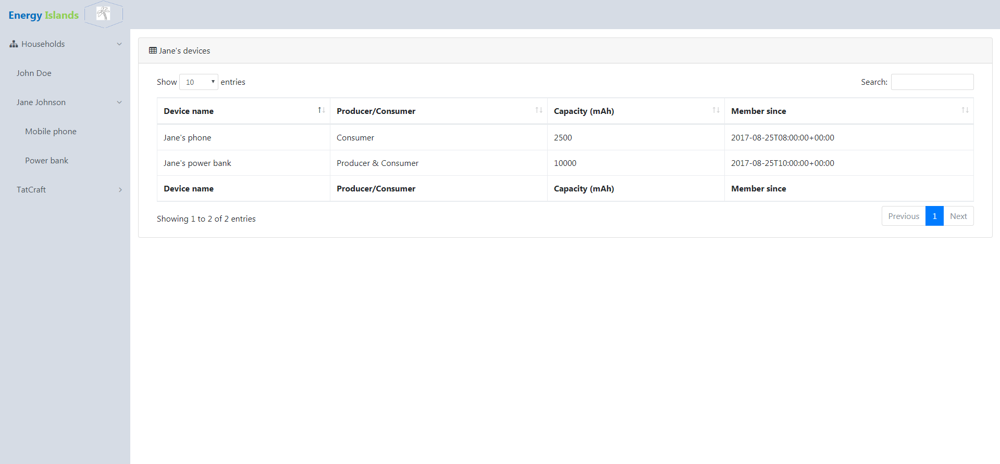 Energy Islands
Households
John Doe
Jane Johnson
Mobile phone
Power bank
TatCraft
Jane's devices
Show 10 entries Search:
Device name Producer/Consumer Capacity (mAh) Member since
Jane's phone Consumer 2500 2017-08-25T08:00:00+00:00
Jane's power bank Producer & Consumer 10000 2017-08-25T10:00:00+00:00
Device name Producer/Consumer Capacity (mAh) Member since
Showing 1 to 2 of 2 entries Previous 1 Next